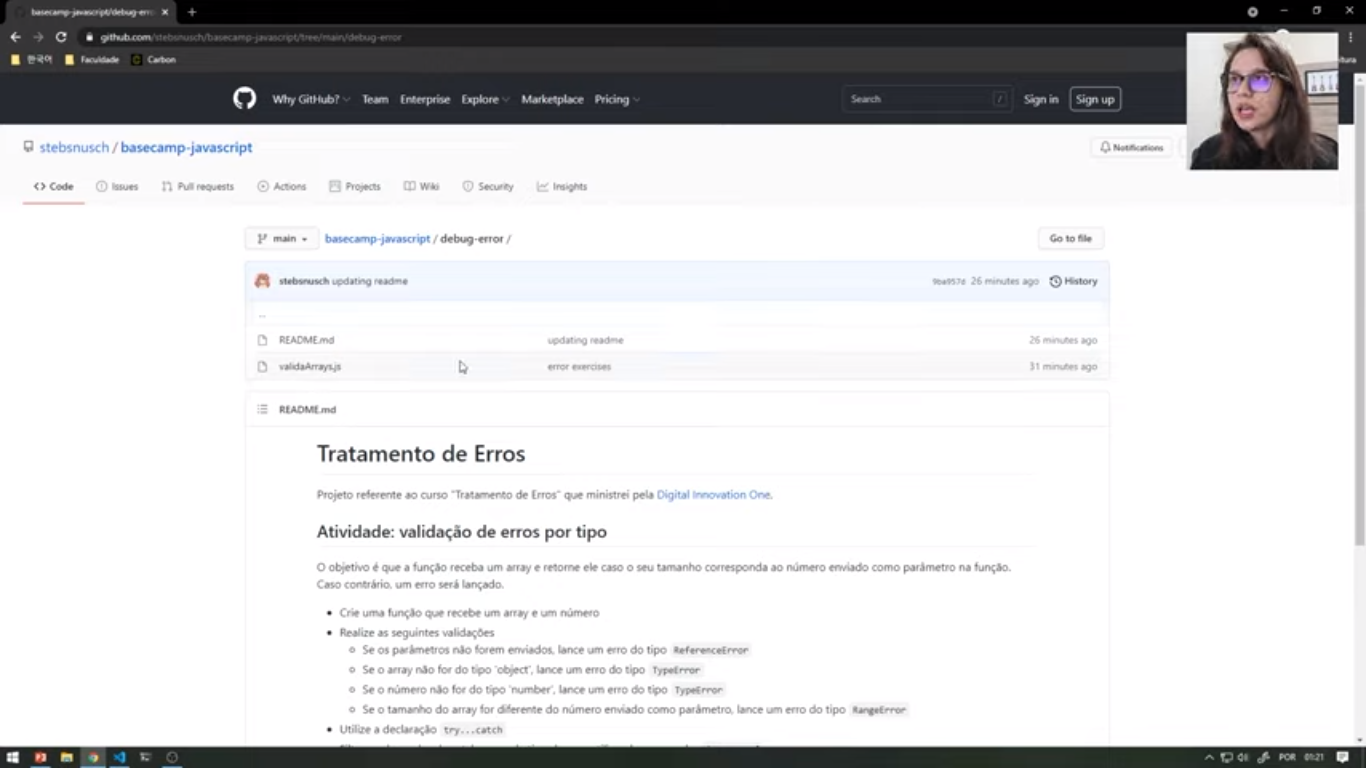 basecamp-javascript/debug-erro
github.com/stebsnusch/basecamp-javascript/tree/main/debug-error
한국어 Faculdade Carbon
Why GitHub? Team Enterprise Explore Marketplace Pricing Search / Sign in Sign up
stebsnusch / basecamp-javascript Notifications
<> Code Issues Pull requests Actions Projects Wiki Security Insights
main basecamp-javascript / debug-error / Go to file
stebsnusch updating readme 9ba957d 26 minutes ago History
..
README.md updating readme 26 minutes ago
validaArrays.js error exercises 31 minutes ago
README.md
Tratamento de Erros
Projeto referente ao curso "Tratamento de Erros" que ministrei pela Digital Innovation One.
Atividade: validação de erros por tipo
O objetivo é que a função receba um array e retorne ele caso o seu tamanho corresponda ao número enviado como parâmetro na função.
Caso contrário, um erro será lançado.
Crie uma função que recebe um array e um número
Realize as seguintes validações
Se os parâmetros não forem enviados, lance um erro do tipo ReferenceError
Se o array não for do tipo 'object', lance um erro do tipo TypeError
Se o número não for do tipo 'number', lance um erro do tipo TypeError
Se o tamanho do array for diferente do número enviado como parâmetro, lance um erro do tipo RangeError
Utilize a declaração try...catch
POR 01:21